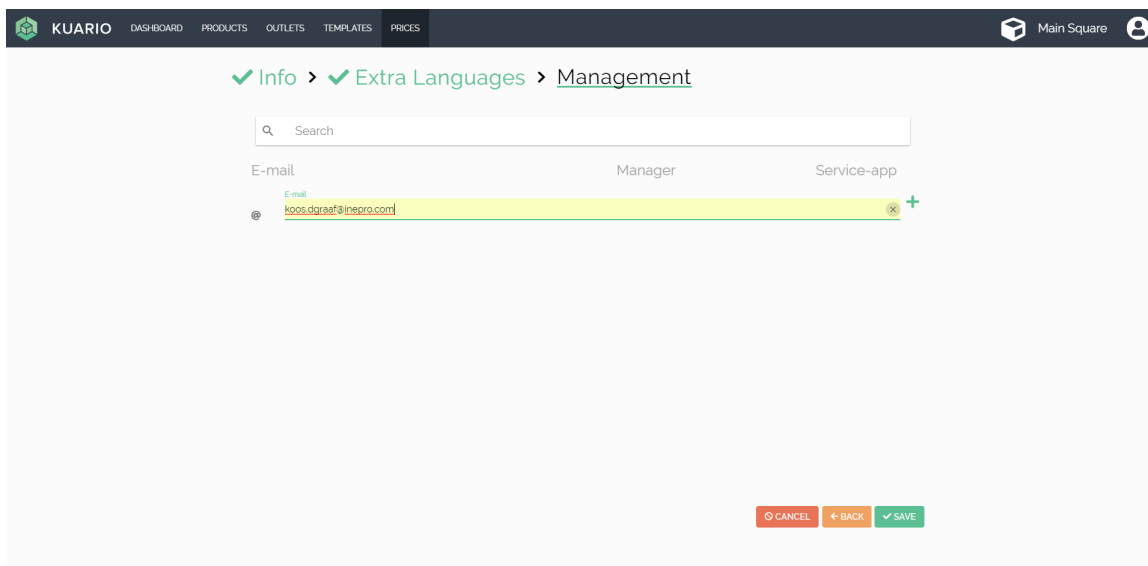 KUARIO DASHBOARD PRODUCTS OUTLETS TEMPLATES PRICES Main Square
Info > Extra Languages > Management
Search
E-mail Manager Service-app
E-mail
@ koos.dgraaf@inepro.com
CANCEL BACK SAVE